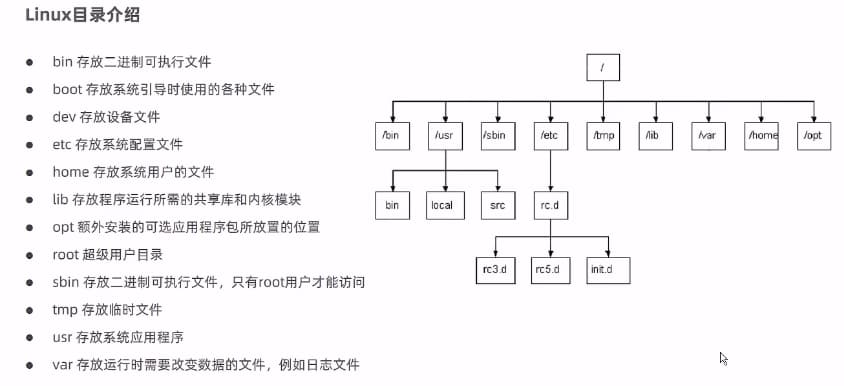 Linux目录介绍
bin 存放二进制可执行文件
boot 存放系统引导时使用的各种文件
dev 存放设备文件
etc 存放系统配置文件
home 存放系统用户的文件
lib 存放程序运行所需的共享库和内核模块
opt 额外安装的可选应用程序包所放置的位置
root 超级用户目录
sbin 存放二进制可执行文件，只有root用户才能访问
tmp 存放临时文件
usr 存放系统应用程序
var 存放运行时需要改变数据的文件，例如日志文件
/
/bin /usr /sbin /etc /tmp /lib /var /home /opt
bin local src rc.d
rc3.d rc5.d init.d